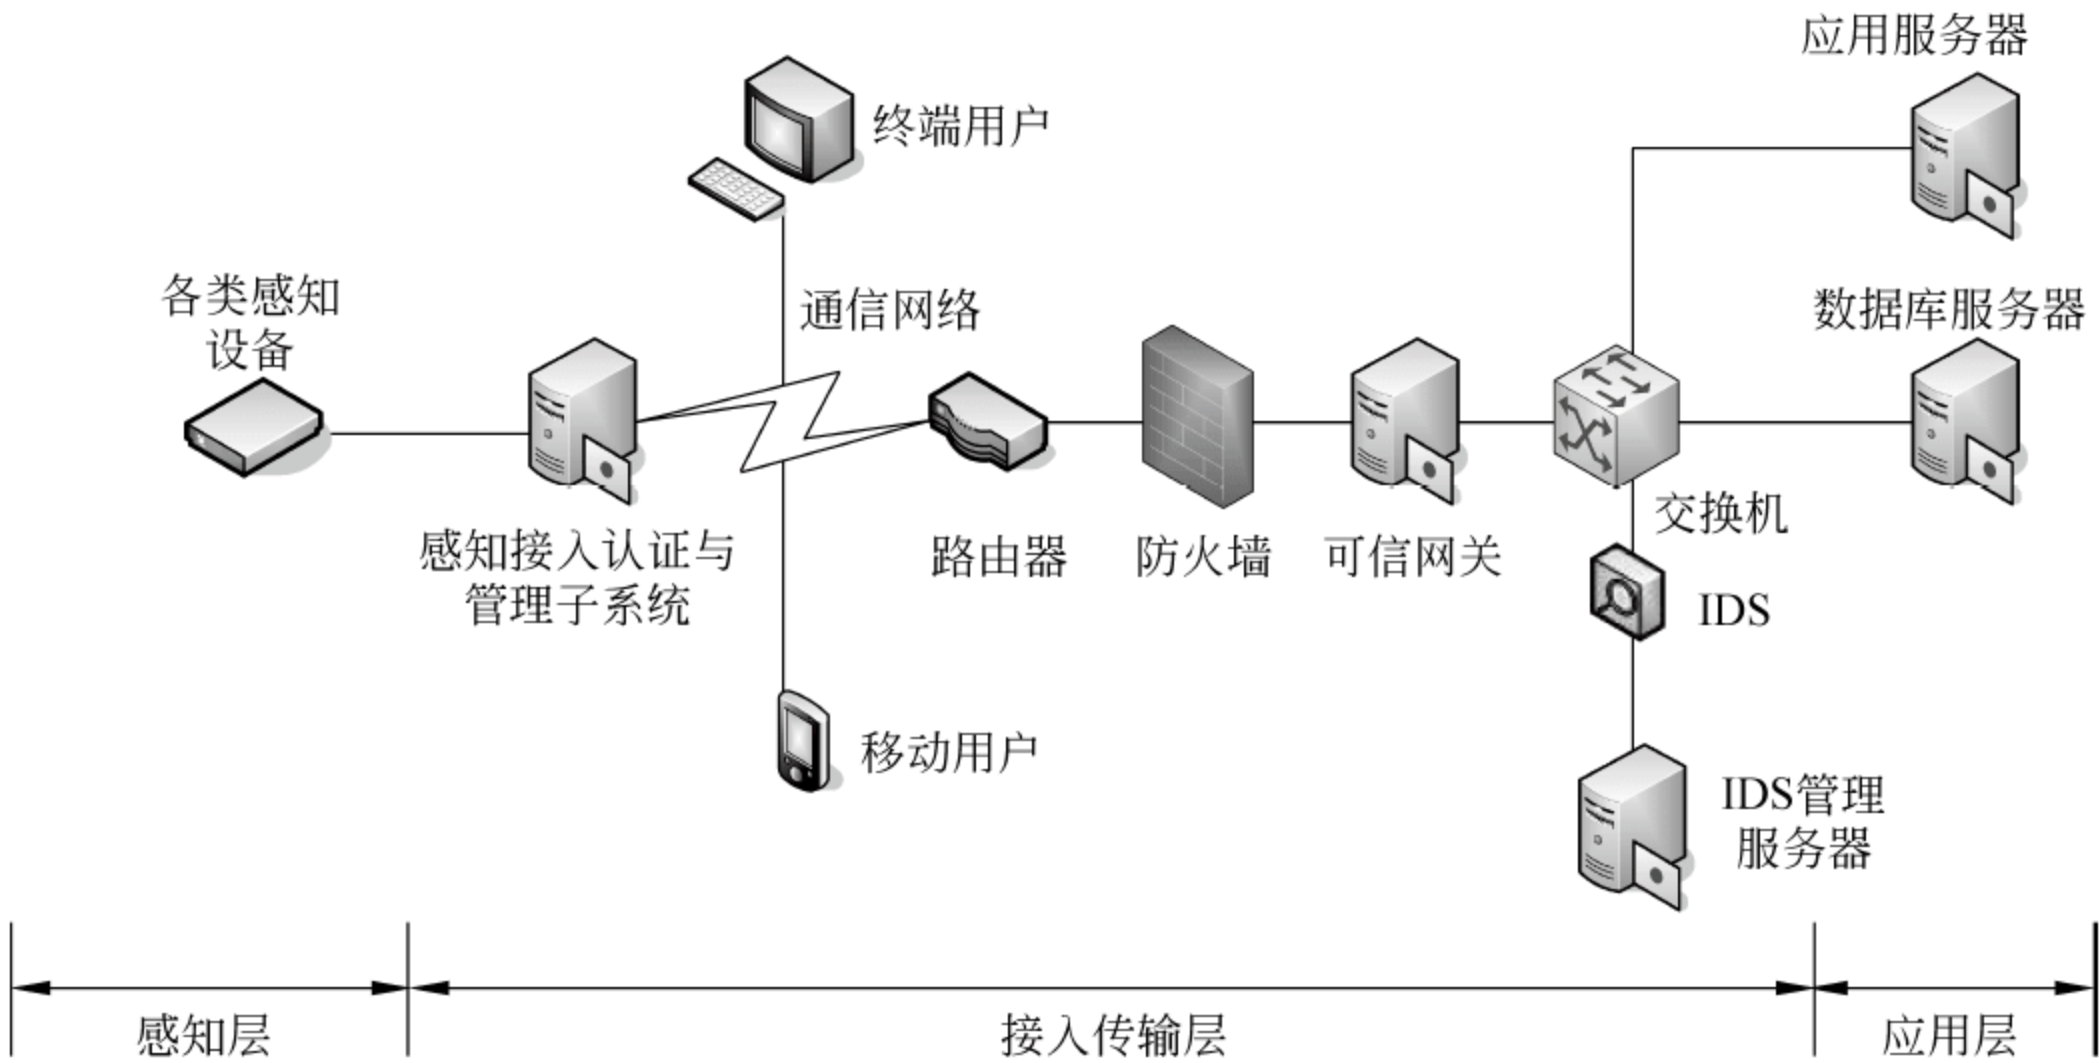 应用服务器
终端用户
各类感知
设备
通信网络
数据库服务器
感知接入认证与
管理子系统
路由器
防火墙
可信网关
交换机
IDS
移动用户
IDS管理
服务器
感知层
接入传输层
应用层